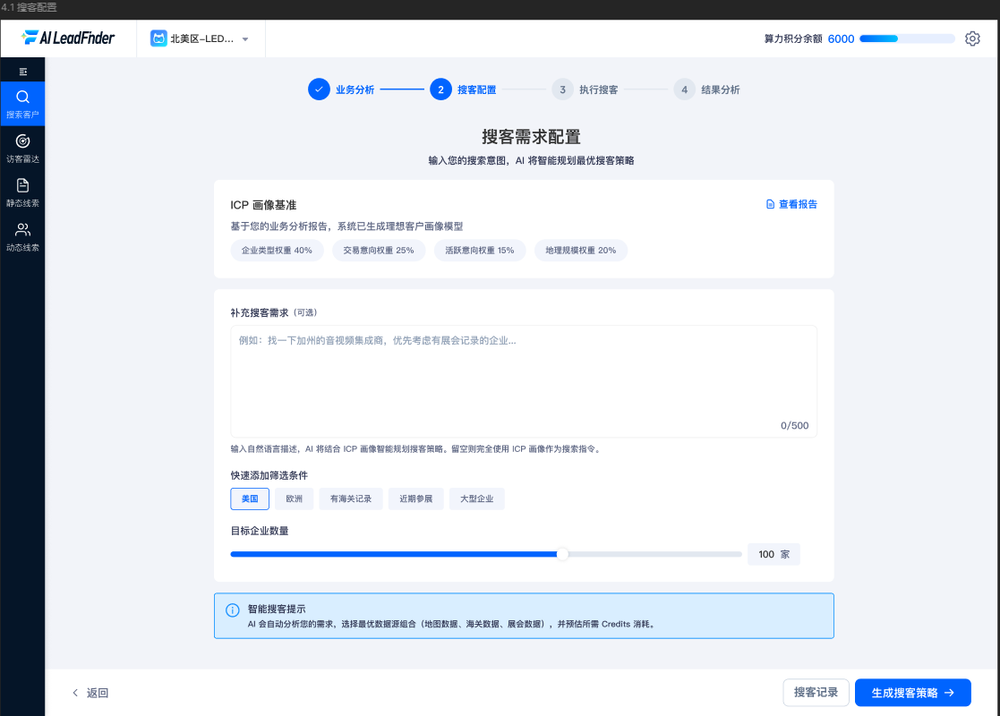 4.1 搜客配置
AI LeadFnder
北美区-LED...
算力积分余额 6000
搜索客户
访客雷达
静态线索
动态线索
业务分析
2 搜客配置
3 执行搜客
4 结果分析
搜客需求配置
输入您的搜索意图，AI 将智能规划最优搜客策略
ICP 画像基准
查看报告
基于您的业务分析报告，系统已生成理想客户画像模型
企业类型权重 40%
交易意向权重 25%
活跃意向权重 15%
地理规模权重 20%
补充搜客需求（可选）
例如：找一下加州的音视频集成商，优先考虑有展会记录的企业...
0/500
输入自然语言描述，AI 将结合 ICP 画像智能规划搜客策略。留空则完全使用 ICP 画像作为搜索指令。
快速添加筛选条件
美国
欧洲
有海关记录
近期参展
大型企业
目标企业数量
100 家
智能搜客提示
AI 会自动分析您的需求，选择最优数据源组合（地图数据、海关数据、展会数据），并预估所需 Credits 消耗。
返回
搜客记录
生成搜客策略